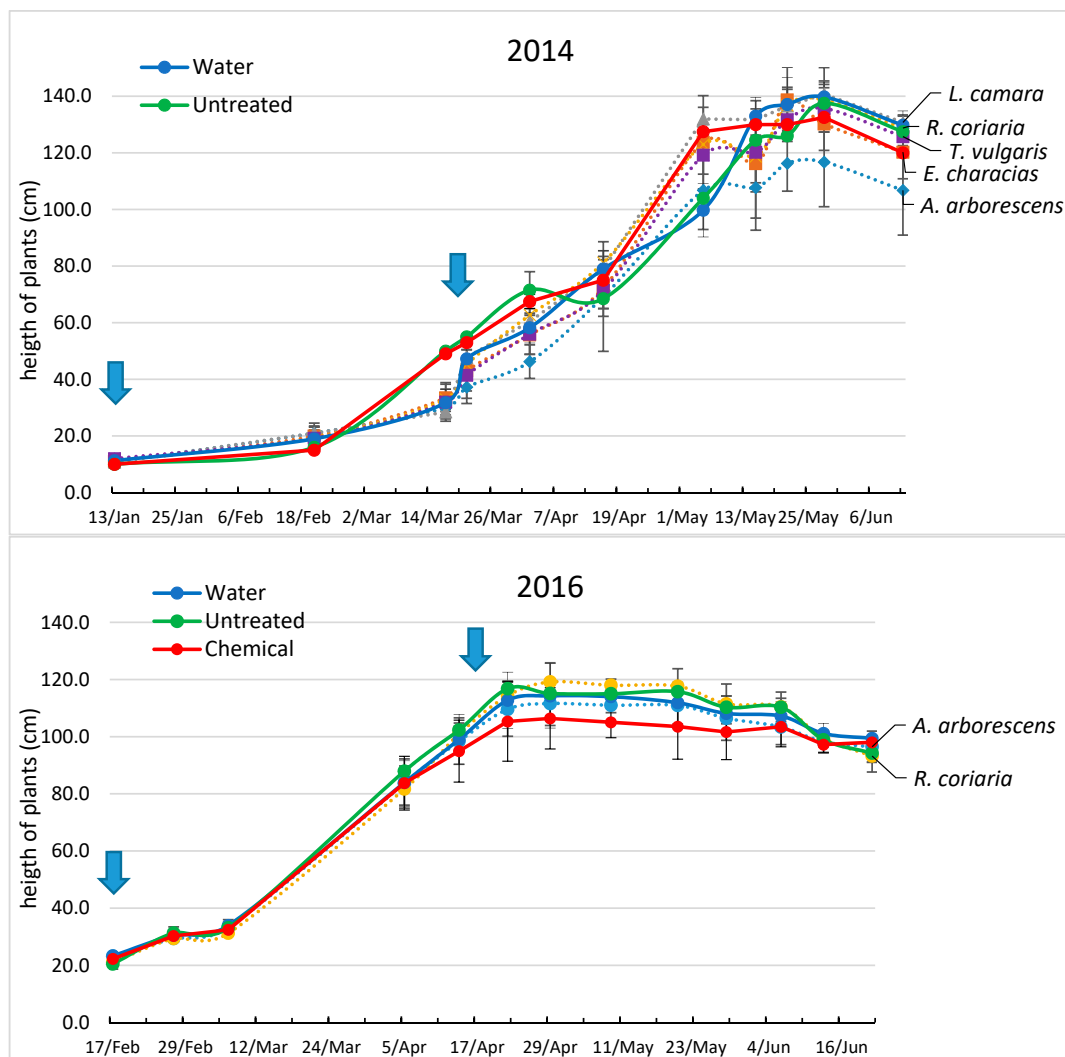 2014
Water
Untreated
heigth of plants (cm)
140.0
120.0
100.0
80.0
60.0
40.0
20.0
0.0
13/Jan 25/Jan 6/Feb 18/Feb 2/Mar 14/Mar 26/Mar 7/Apr 19/Apr 1/May 13/May 25/May 6/Jun
L. camara
R. coriaria
T. vulgaris
E. characias
A. arborescens
2016
Water
Untreated
Chemical
heigth of plants (cm)
140.0
120.0
100.0
80.0
60.0
40.0
20.0
0.0
17/Feb 29/Feb 12/Mar 24/Mar 5/Apr 17/Apr 29/Apr 11/May 23/May 4/Jun 16/Jun
A. arborescens
R. coriaria